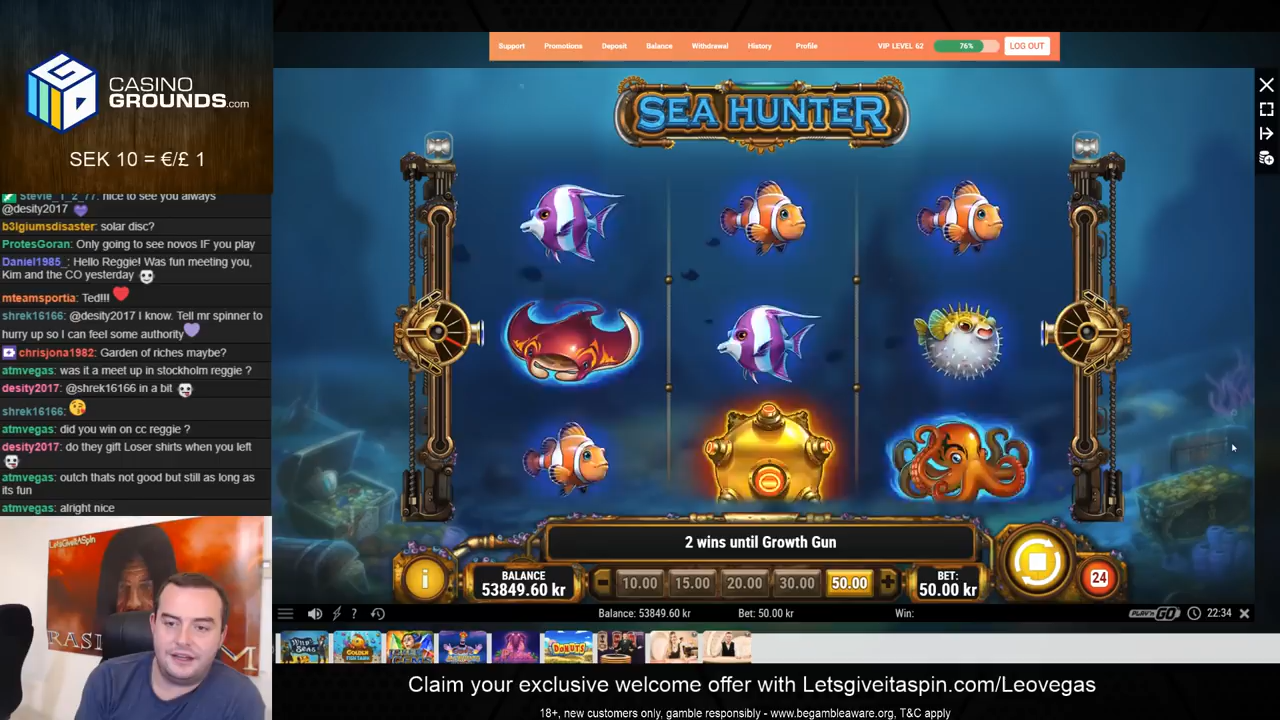 Support Promotions Deposit Balance Withdrawal History Profile VIP LEVEL 62 76% LOG OUT
CASINO
GROUNDS.com
SEK 10 = €/£ 1
SEA HUNTER
Stevie_1_2_77: nice to see you always
@desity2017
b3lgiumsdisaster: solar disc?
ProtesGoran: Only going to see novos IF you play
Daniel1985_: Hello Reggie! Was fun meeting you,
Kim and the CO yesterday
mteamsportia: Ted!!!
shrek16166: @desity2017 I know. Tell mr spinner to
hurry up so I can feel some authority
chrisjona1982: Garden of riches maybe?
atmvegas: was it a meet up in stockholm reggie ?
desity2017: @shrek16166 in a bit
shrek16166:
atmvegas: did you win on cc reggie ?
desity2017: do they gift Loser shirts when you left
atmvegas: outch thats not good but still as long as
its fun
atmvegas: alright nice
LetsGiveItASpin
2 wins until Growth Gun
BALANCE
53849.60 kr
10.00 15.00 20.00 30.00 50.00
BET:
50.00 kr
24
Balance: 53849.60 kr Bet: 50.00 kr Win:
PLAY'n GO 22:34
DONUTS
Claim your exclusive welcome offer with Letsgiveitaspin.com/Leovegas
18+, new customers only, gamble responsibly - www.begambleaware.org, T&C apply